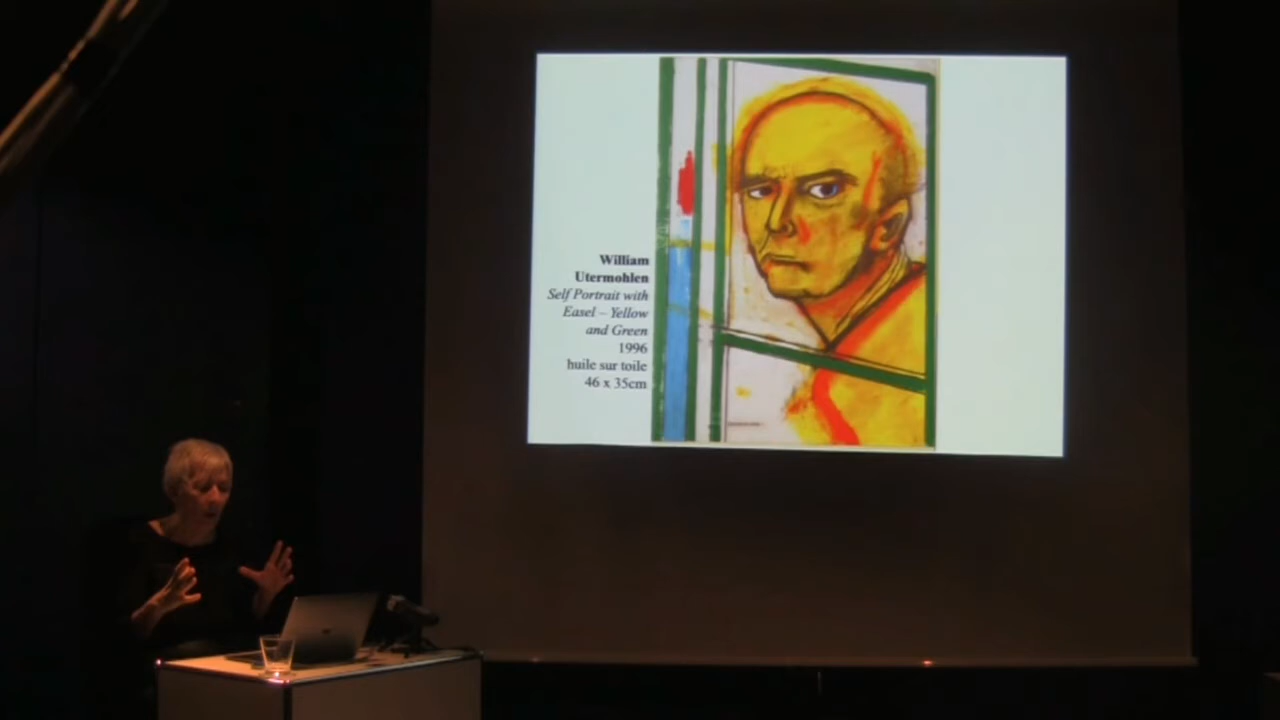 William
Utermohlen
Self Portrait with
Easel – Yellow
and Green
1996
huile sur toile
46 x 35cm